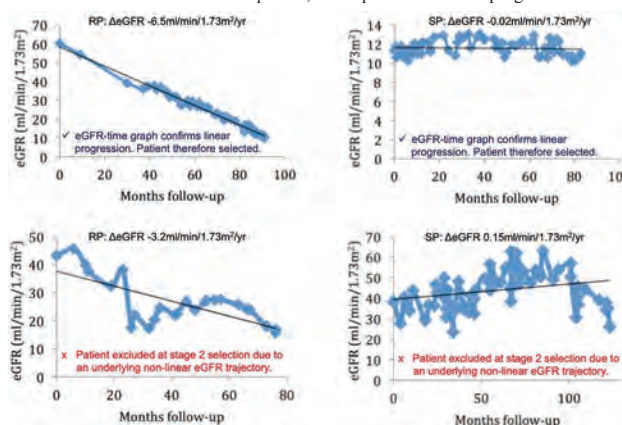 RP: ΔeGFR -6.5ml/min/1.73m²/yr
70
60
50
40
30
20
10
0
eGFR (ml/min/1.73m²)
✓ eGFR-time graph confirms linear
progression. Patient therefore selected.
0 20 40 60 80 100
Months follow-up
SP: ΔeGFR -0.02ml/min/1.73m²/yr
14
12
10
8
6
4
2
0
eGFR (ml/min/1.73m²)
✓ eGFR-time graph confirms linear
progression. Patient therefore selected.
0 20 40 60 80 100
Months follow-up
RP: ΔeGFR -3.2ml/min/1.73m²/yr
50
40
30
20
10
0
eGFR (ml/min/1.73m²)
x Patient excluded at stage 2 selection due to
an underlying non-linear eGFR trajectory.
0 20 40 60 80
Months follow-up
SP: ΔeGFR 0.15ml/min/1.73m²/yr
70
60
50
40
30
20
10
0
eGFR (ml/min/1.73m²)
x Patient excluded at stage 2 selection due to
an underlying non-linear eGFR trajectory.
0 50 100
Months follow-up